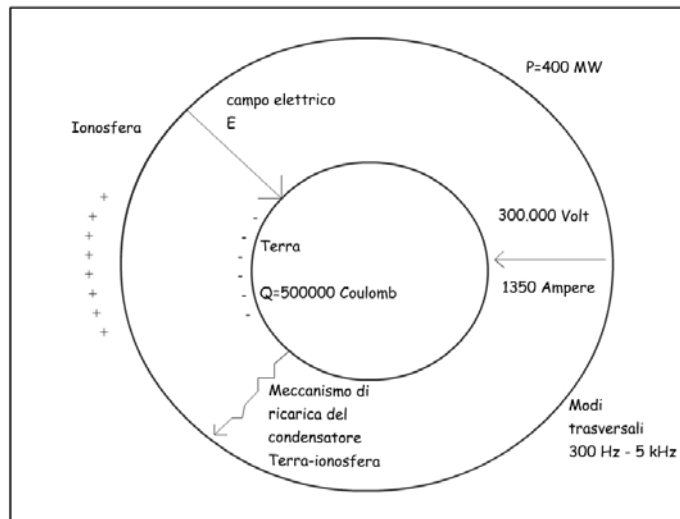 P=400 MW
campo elettrico
E
Ionosfera
+
+
+
+
+
+
+
+
300.000 Volt
1350 Ampere
-
-
-
-
-
-
Terra
Q=500000 Coulomb
Meccanismo di
ricarica del
condensatore
Terra-ionosfera
Modi
trasversali
300 Hz - 5 kHz